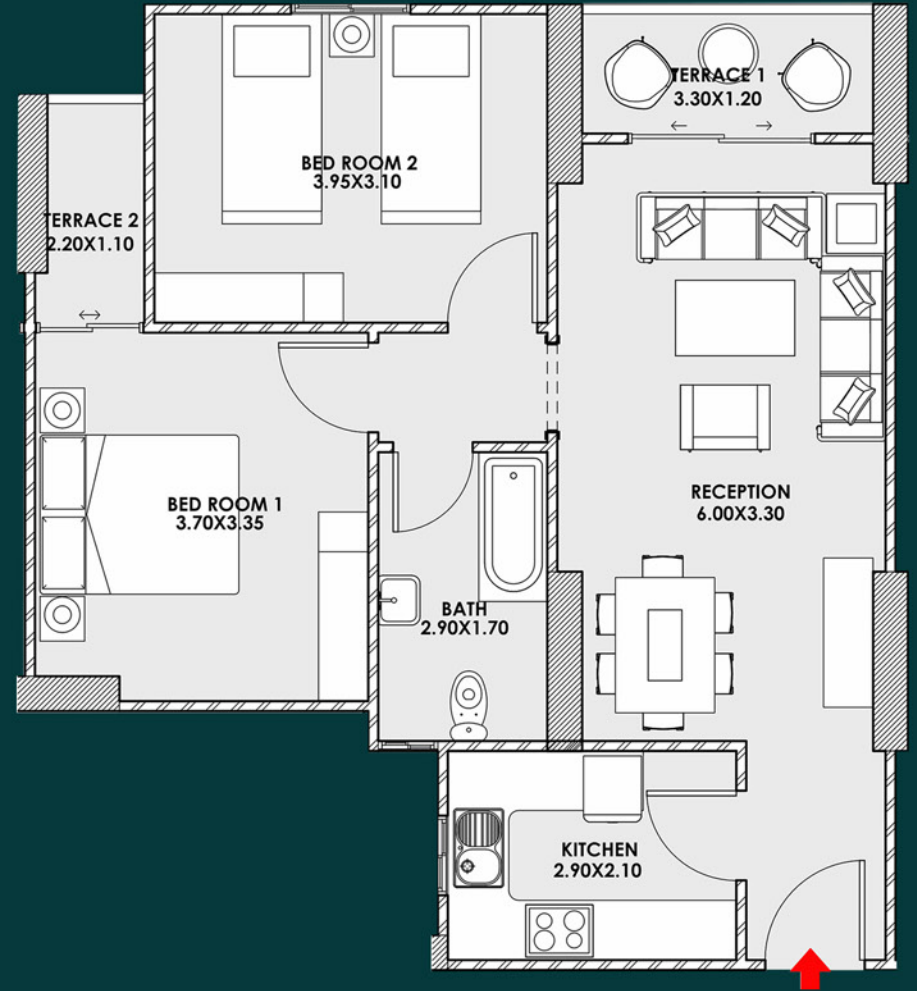 TERRACE 1
3.30X1.20
BED ROOM 2
3.95X3.10
TERRACE 2
2.20X1.10
BED ROOM 1
3.70X3.35
RECEPTION
6.00X3.30
BATH
2.90X1.70
KITCHEN
2.90X2.10